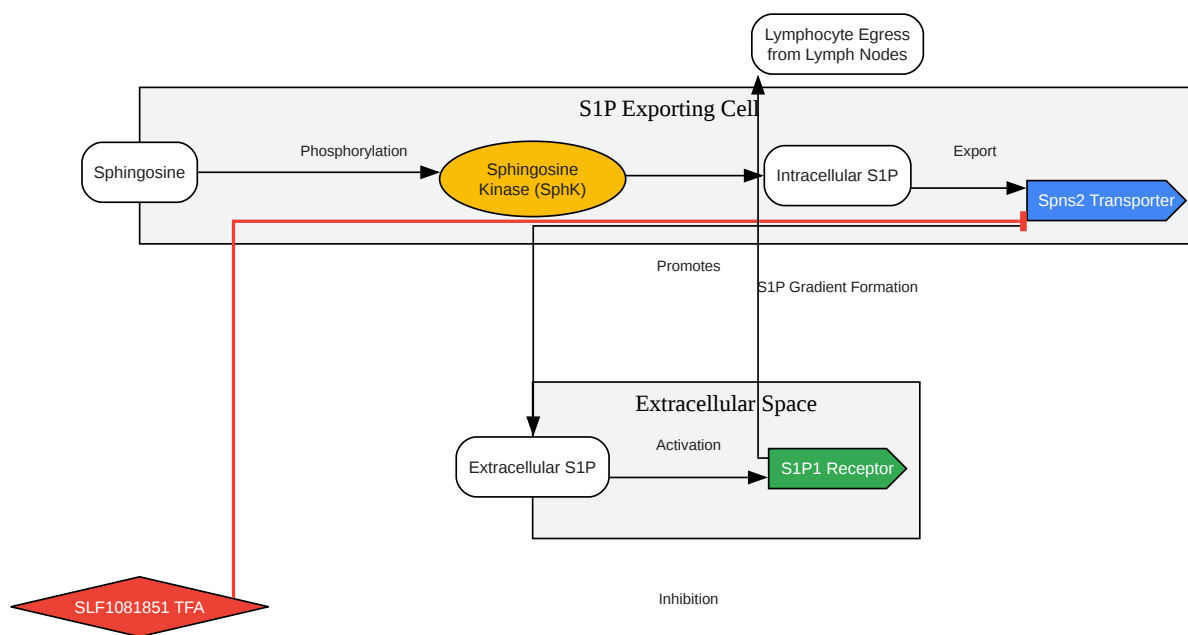 Lymphocyte Egress
from Lymph Nodes
S1P Exporting Cell
Phosphorylation
Export
Sphingosine
Sphingosine
Kinase (SphK)
Intracellular S1P
Spns2 Transporter
Promotes
S1P Gradient Formation
Extracellular Space
Activation
Extracellular S1P
S1P1 Receptor
Inhibition
SLF1081851 TFA